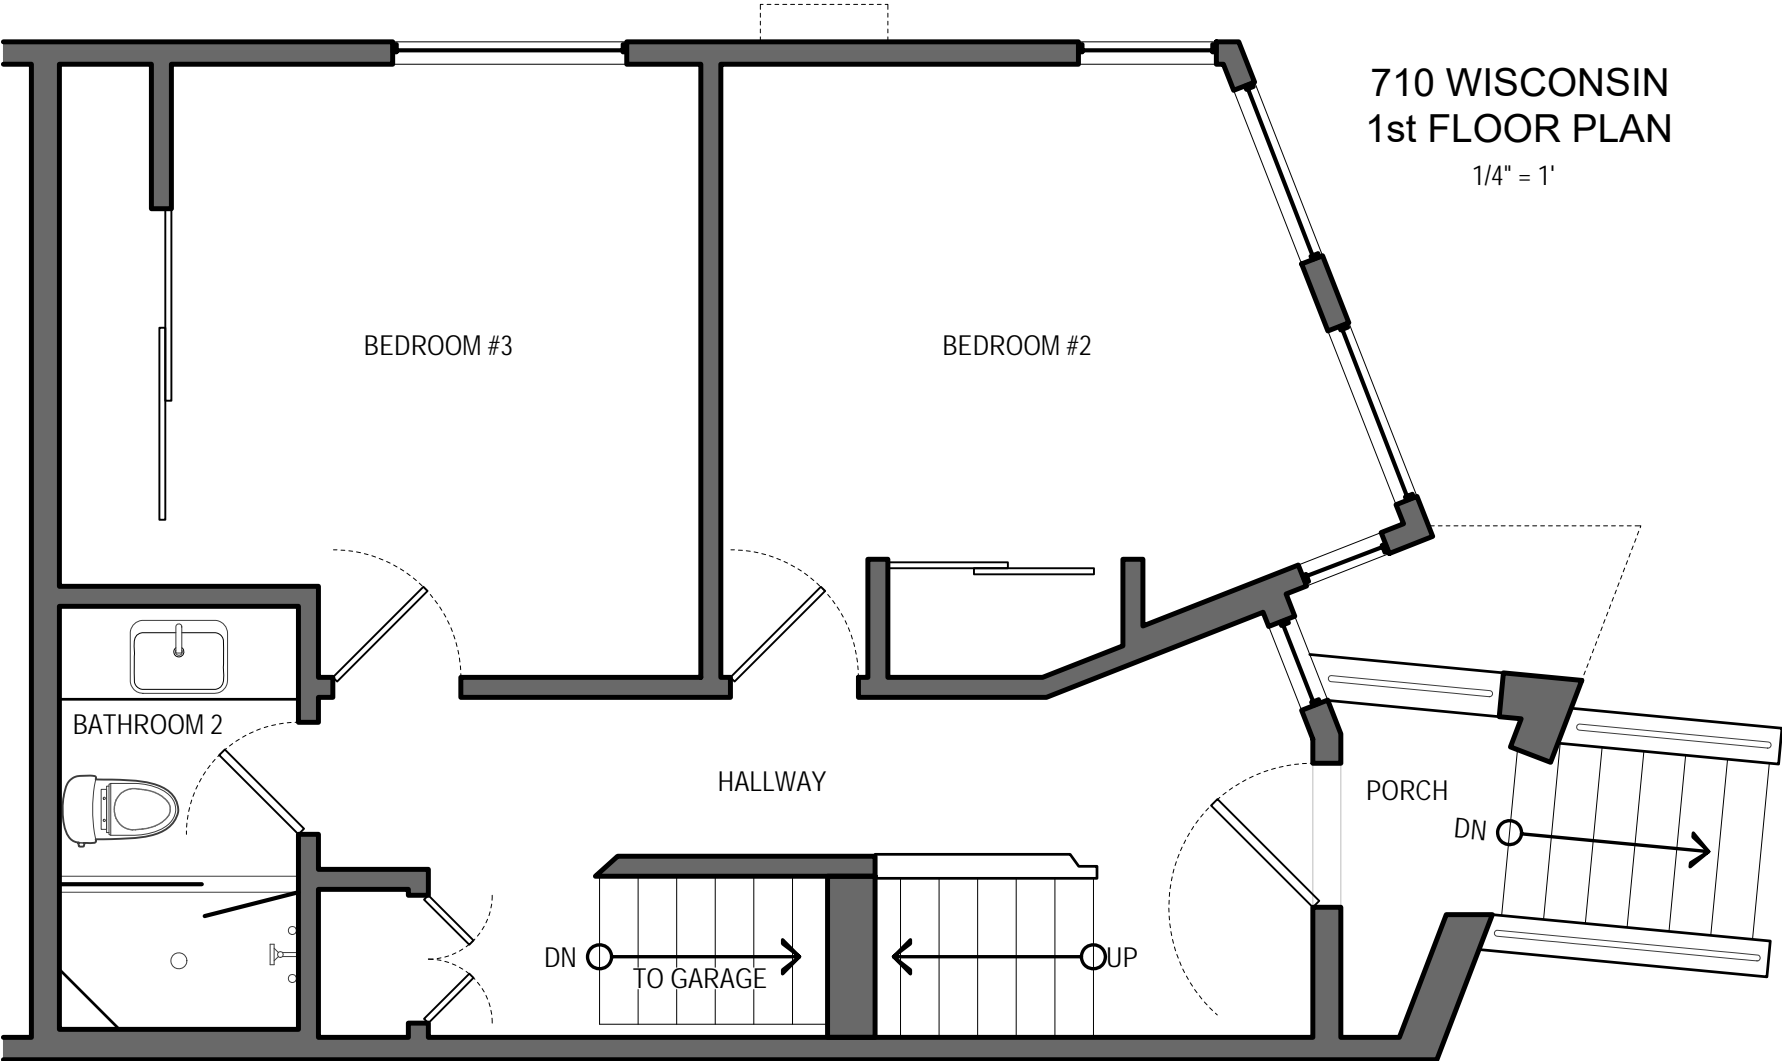 710 WISCONSIN
1st FLOOR PLAN
1/4" = 1'
BEDROOM #3
BEDROOM #2
BATHROOM 2
HALLWAY
PORCH
DN
DN
TO GARAGE
UP